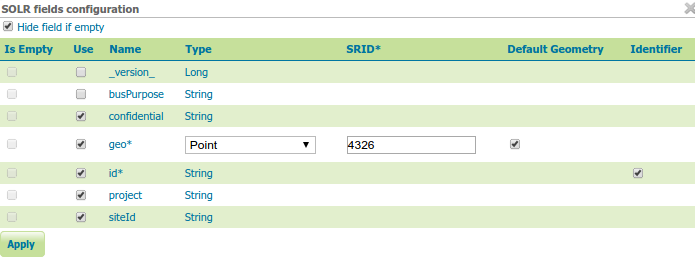 SOLR fields configuration
Hide field if empty
Is Empty Use Name Type SRID* Default Geometry Identifier
_version_ Long
busPurpose String
confidential String
geo* Point 4326
id* String
project String
siteId String
Apply